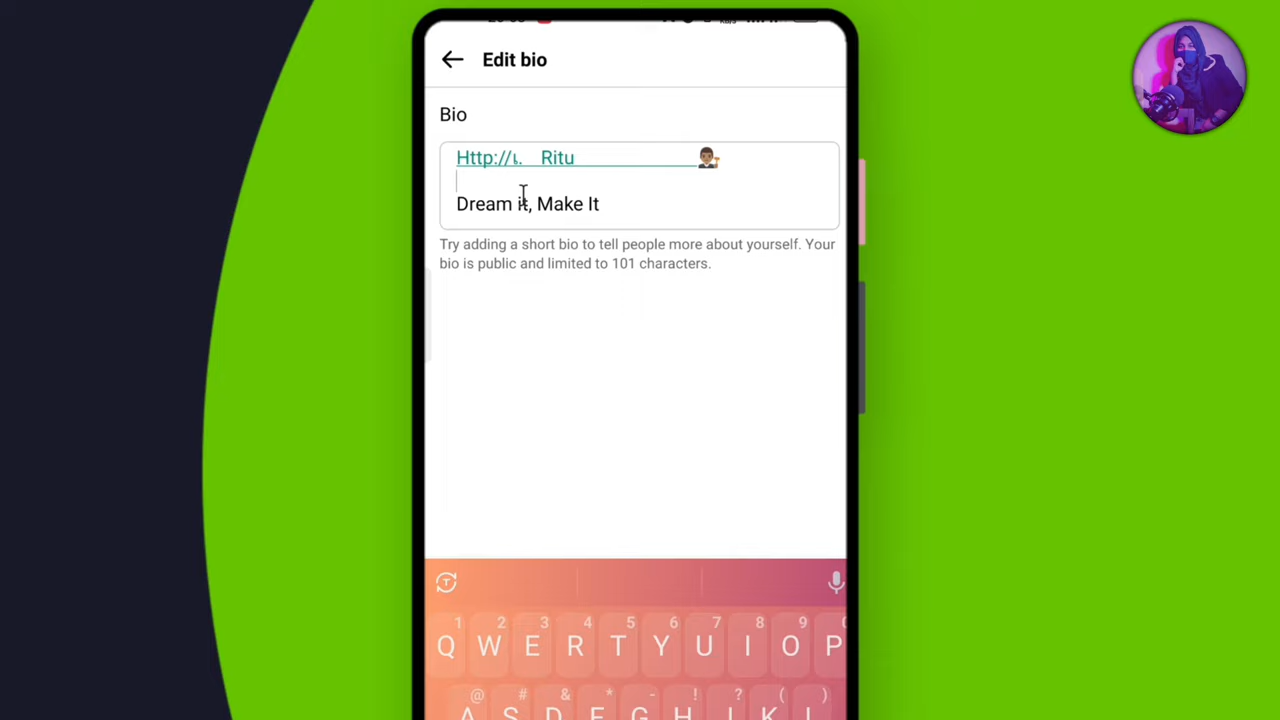 Edit bio
Bio
Http:// Ritu
Dream it, Make It
Try adding a short bio to tell people more about yourself. Your
bio is public and limited to 101 characters.
1 2 3 4 5 6 7 8 9
Q W E R T Y U I O P
@ # & * - ! ? ( )
A S D F G H J K L